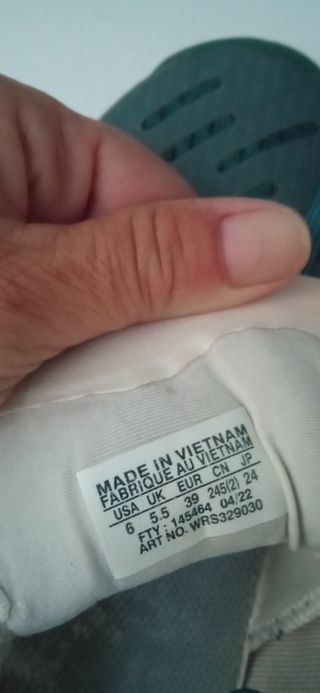 MADE IN VIETNAM
FABRIQUE AU VIETNAM
USA UK EUR CN JP
6 5.5 39 245(2) 24
FTY : 145464 04/22
ART NO. WRS329030